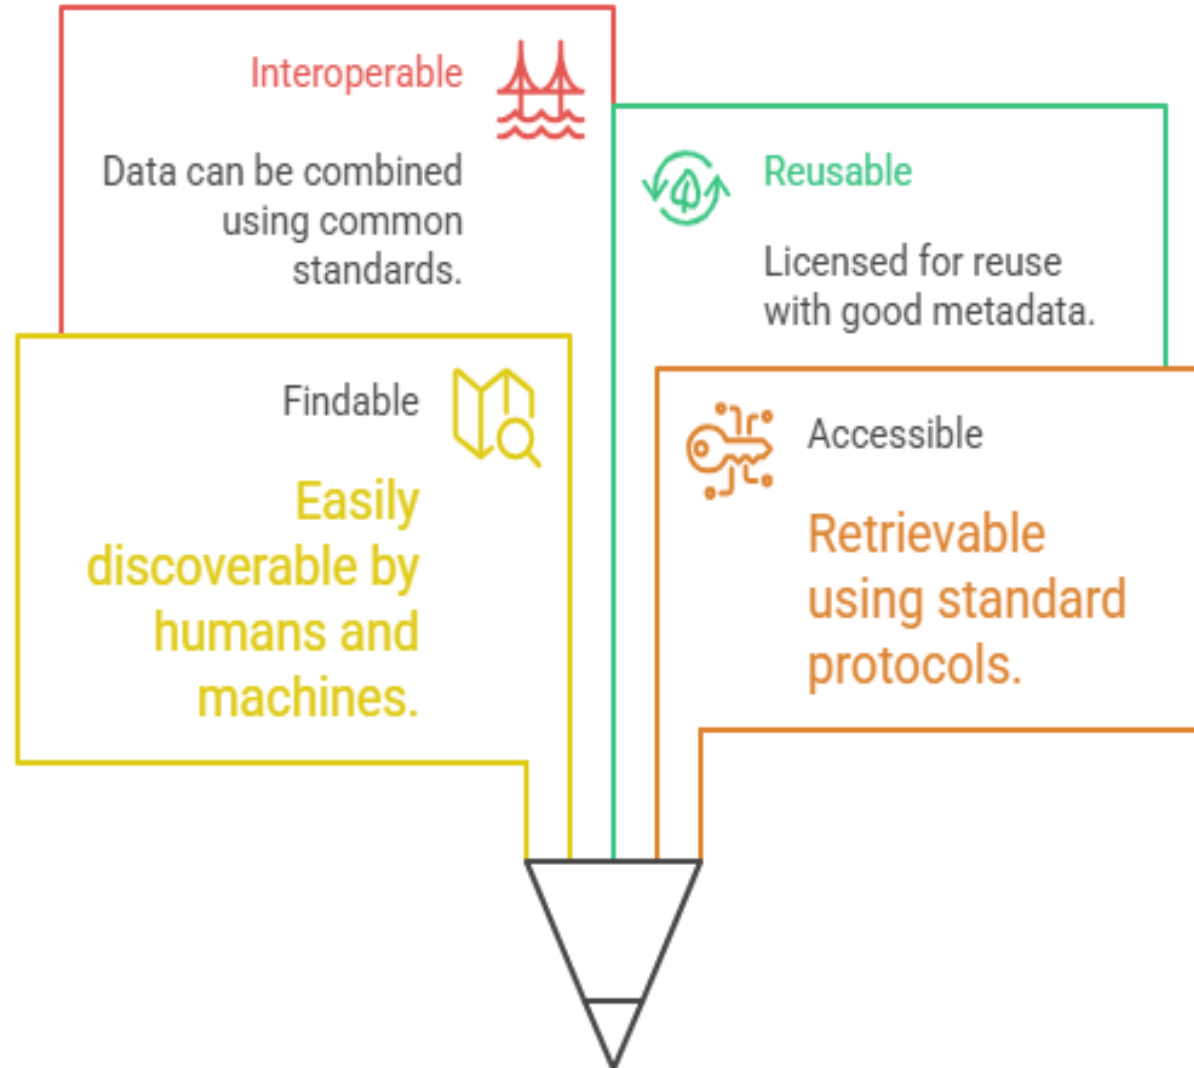 Interoperable
Data can be combined
using common
standards.
Reusable
Licensed for reuse
with good metadata.
Findable
Easily
discoverable by
humans and
machines.
Accessible
Retrievable
using standard
protocols.